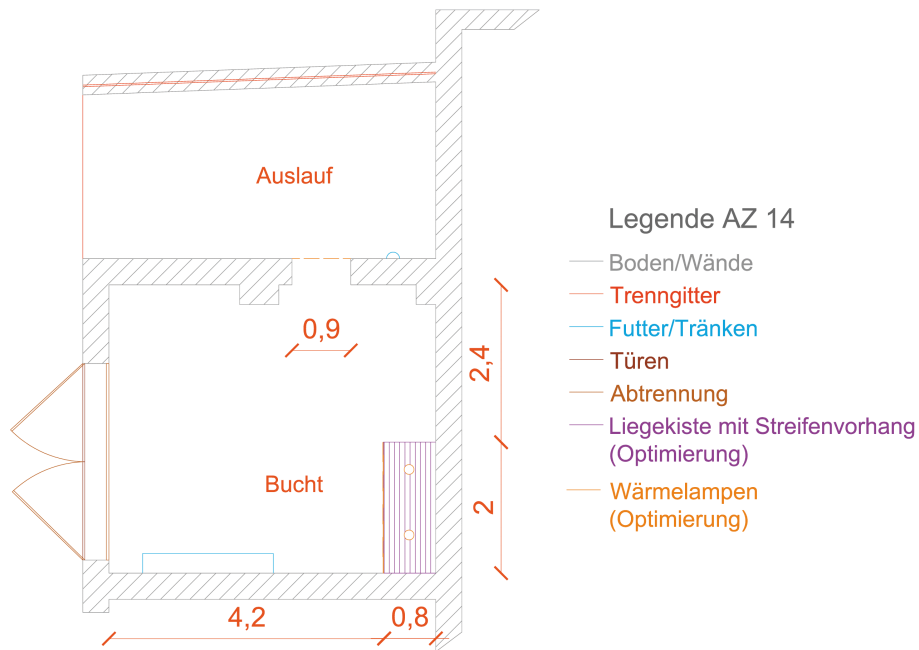 Auslauf
0,9
2,4
Bucht
2
4,2
0,8
Legende AZ 14
Boden/Wände
Trenngitter
Futter/Tränken
Türen
Abtrennung
Liegekiste mit Streifenvorhang
(Optimierung)
Wärmelampen
(Optimierung)